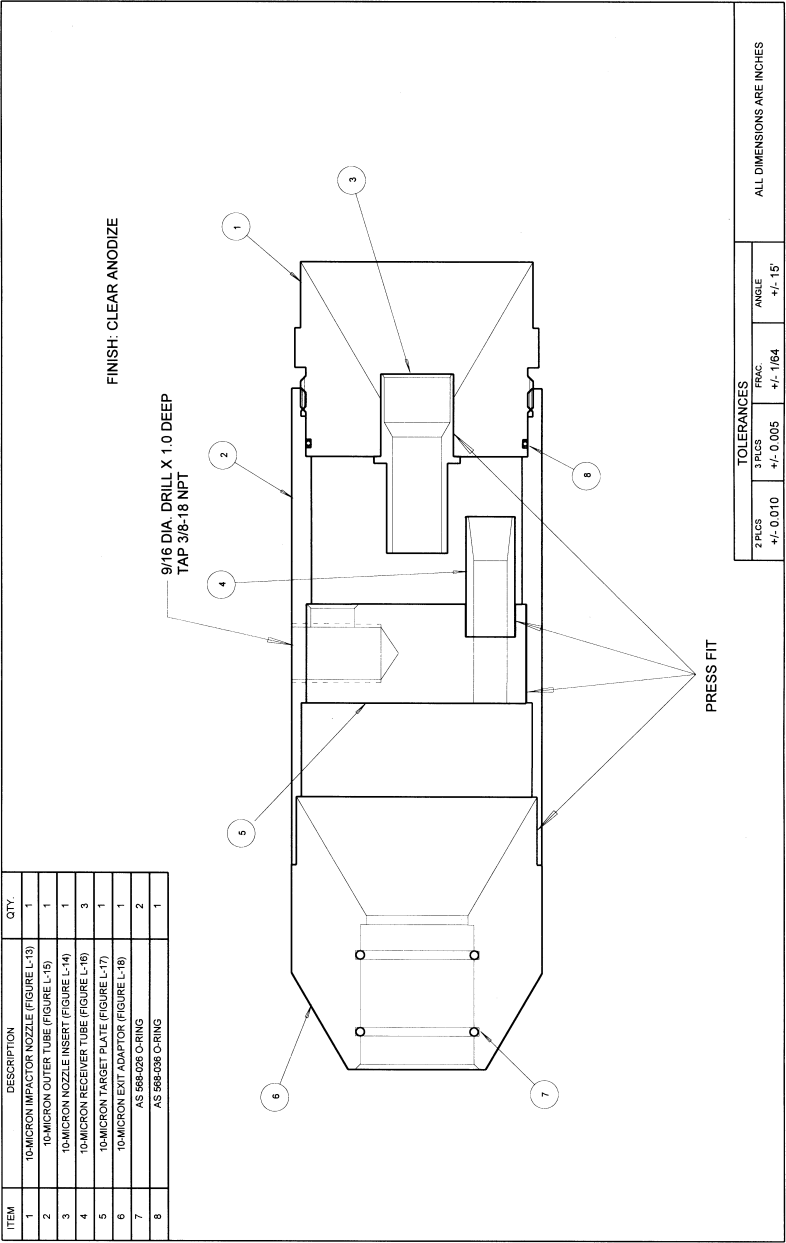 ITEM DESCRIPTION QTY.
1 10-MICRON IMPACTOR NOZZLE (FIGURE L-13) 1
2 10-MICRON OUTER TUBE (FIGURE L-15) 1
3 10-MICRON NOZZLE INSERT (FIGURE L-14) 1
4 10-MICRON RECEIVER TUBE (FIGURE L-16) 3
5 10-MICRON TARGET PLATE (FIGURE L-17) 1
6 10-MICRON EXIT ADAPTOR (FIGURE L-18) 1
7 AS 568-026 O-RING 2
8 AS 568-036 O-RING 1
FINISH: CLEAR ANODIZE
9/16 DIA. DRILL X 1.0 DEEP
TAP 3/8-18 NPT
1
2
3
4
5
6
7
8
PRESS FIT
TOLERANCES
2 PLCS 3 PLCS FRAC. ANGLE
+/- 0.010 +/- 0.005 +/- 1/64 +/- 15'
ALL DIMENSIONS ARE INCHES